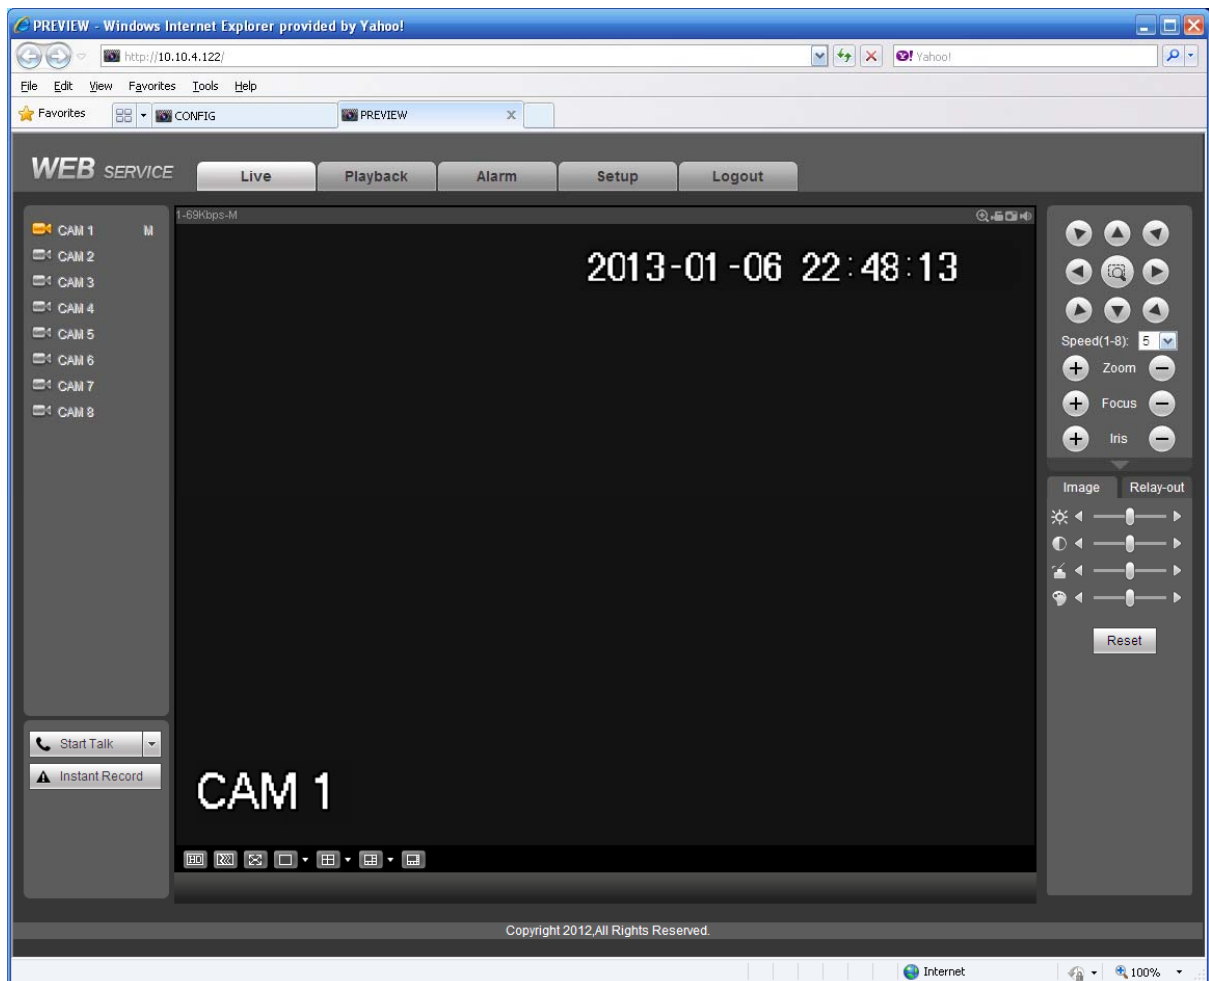 PREVIEW - Windows Internet Explorer provided by Yahoo!
http://10.10.4.122/
Yahoo!
File Edit View Favorites Tools Help
Favorites CONFIG PREVIEW
WEB SERVICE Live Playback Alarm Setup Logout
1-69Kbps-M
CAM 1 M
CAM 2
CAM 3
CAM 4
CAM 5
CAM 6
CAM 7
CAM 8
2013-01-06 22:48:13
CAM 1
HD
Start Talk
Instant Record
Speed(1-8): 5
Zoom
Focus
Iris
Image Relay-out
Reset
Copyright 2012,All Rights Reserved.
Internet 100%